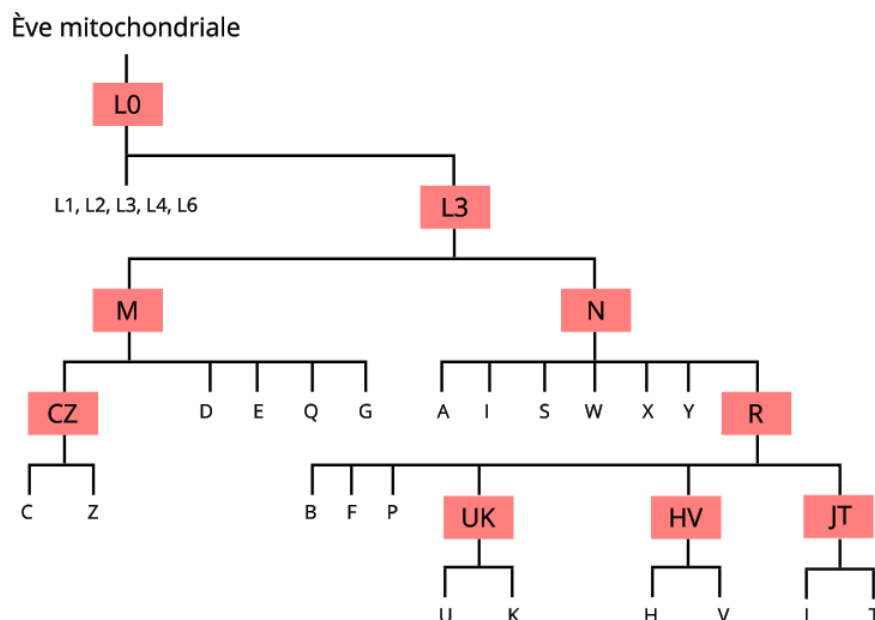 Ève mitochondriale
L0
L1, L2, L3, L4, L6
L3
M N
CZ D E Q G A I S W X Y R
C Z B F P UK HV JT
U K H V J T